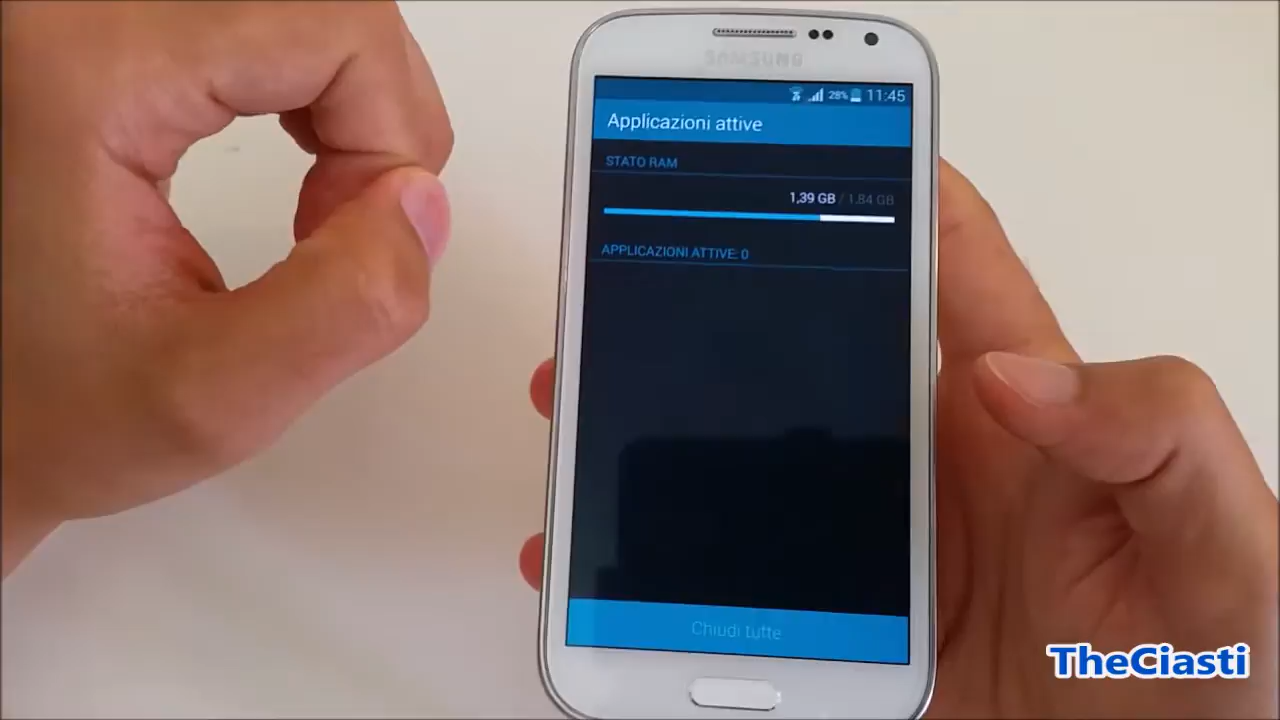 SAMSUNG
28% 11:45
Applicazioni attive
STATO RAM
1,39 GB / 1.84 GB
APPLICAZIONI ATTIVE: 0
Chiudi tutte
TheCiasti